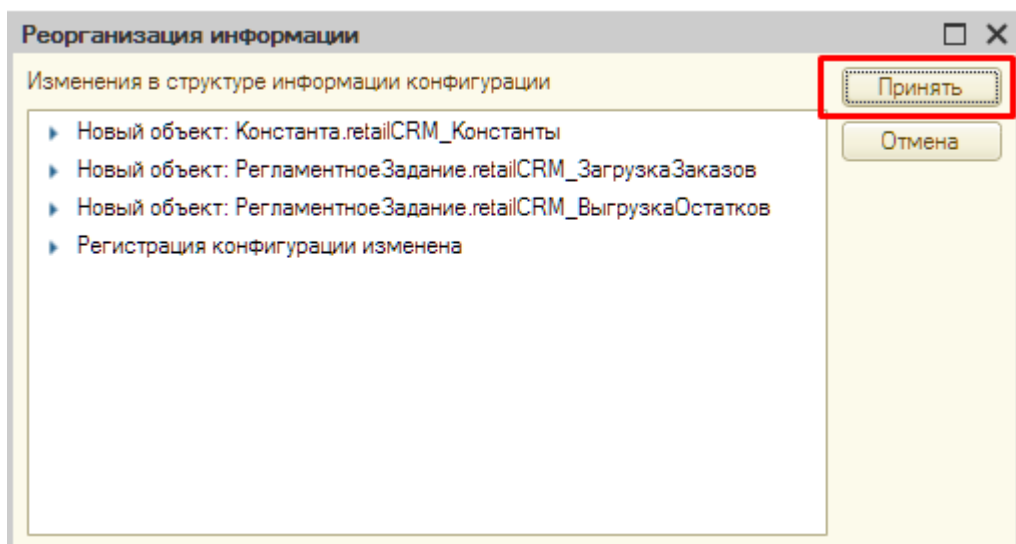 Реорганизация информации
Изменения в структуре информации конфигурации
Принять
Новый объект: Константа.retailCRM_Константы
Отмена
Новый объект: РегламентноеЗадание.retailCRM_ЗагрузкаЗаказов
Новый объект: РегламентноеЗадание.retailCRM_ВыгрузкаОстатков
Регистрация конфигурации изменена